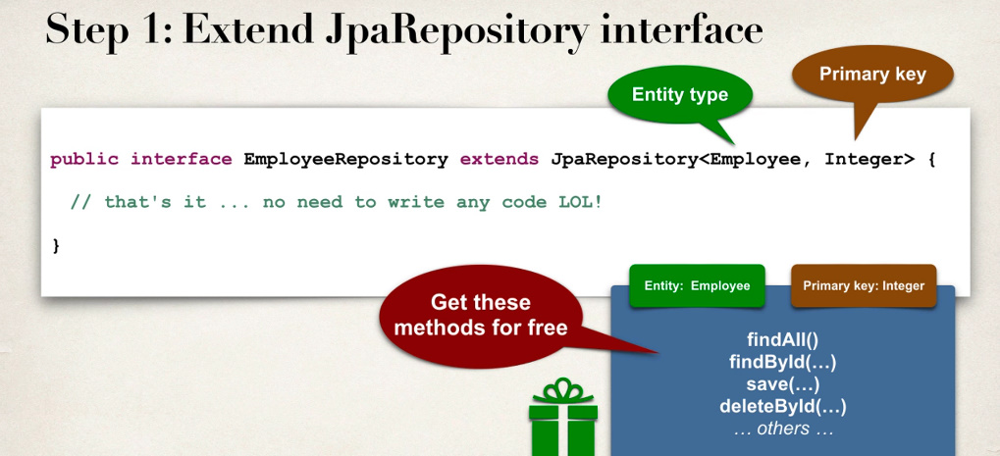 Step 1: Extend JpaRepository interface
Entity type
Primary key
public interface EmployeeRepository extends JpaRepository<Employee, Integer> {
// that's it ... no need to write any code LOL!
}
Get these
methods for free
Entity: Employee
Primary key: Integer
findAll()
findById(…)
save(…)
deleteById(…)
… others …